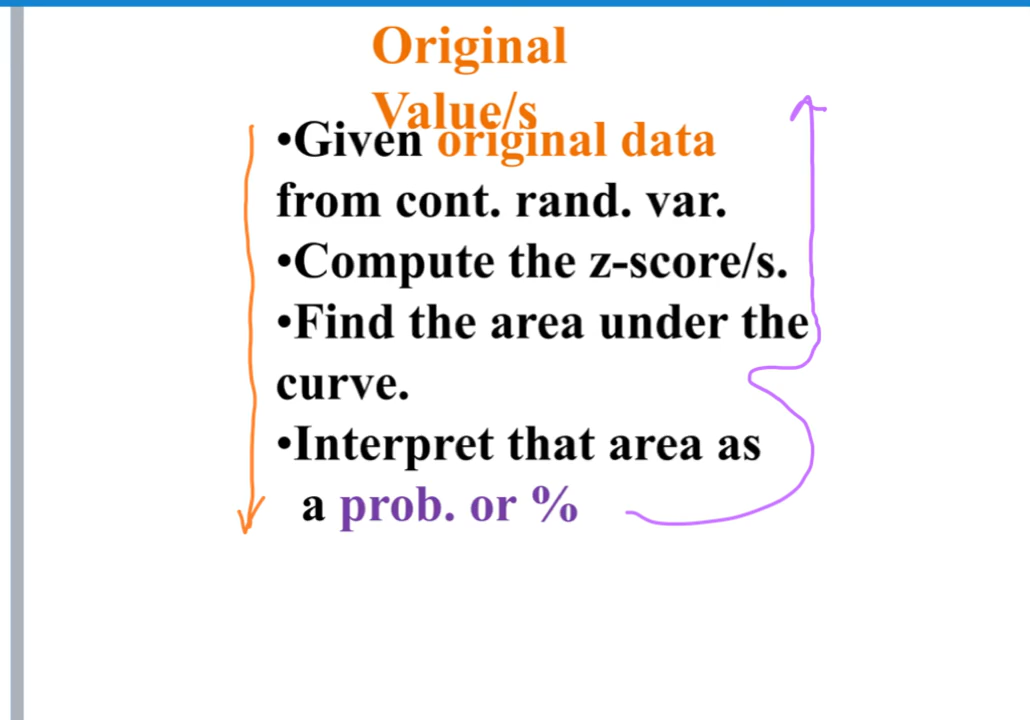 Original
Value/s
•Given original data
from cont. rand. var.
•Compute the z-score/s.
•Find the area under the
curve.
•Interpret that area as
a prob. or %